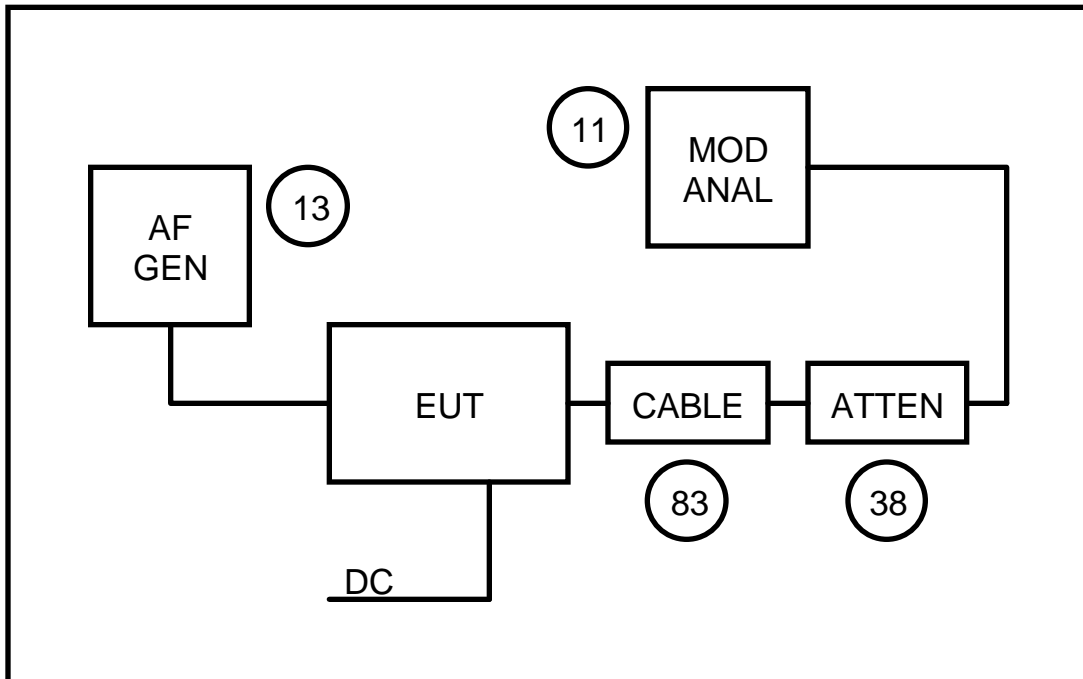 11
MOD
ANAL
13
AF
GEN
EUT
CABLE
ATTEN
83
38
DC